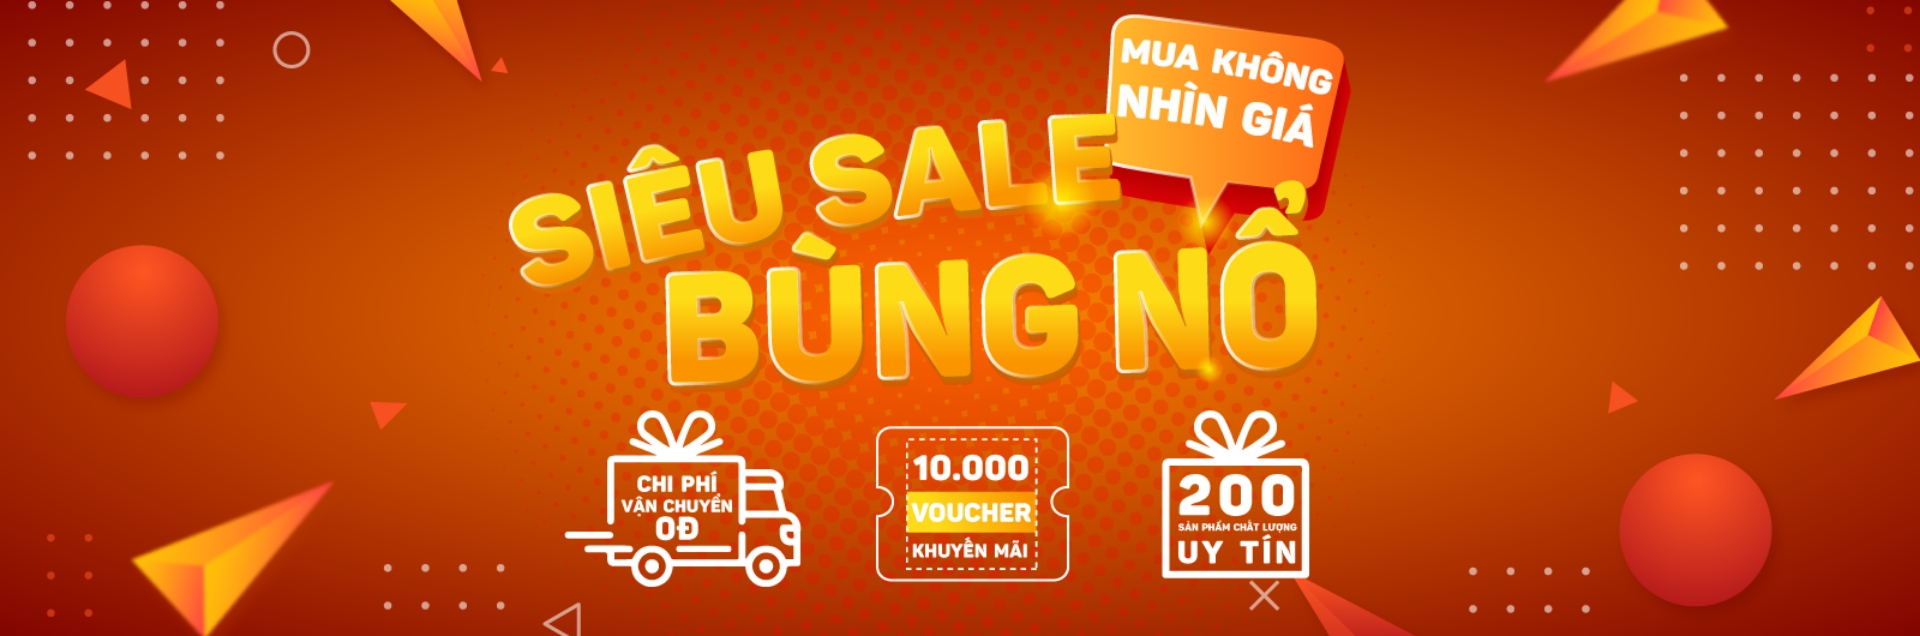 MUA KHÔNG
NHÌN GIÁ
SIÊU SALE
BÙNG NỔ
CHI PHÍ
VẬN CHUYỂN
0Đ
10.000
VOUCHER
KHUYẾN MÃI
200
SẢN PHẨM CHẤT LƯỢNG
UY TÍN